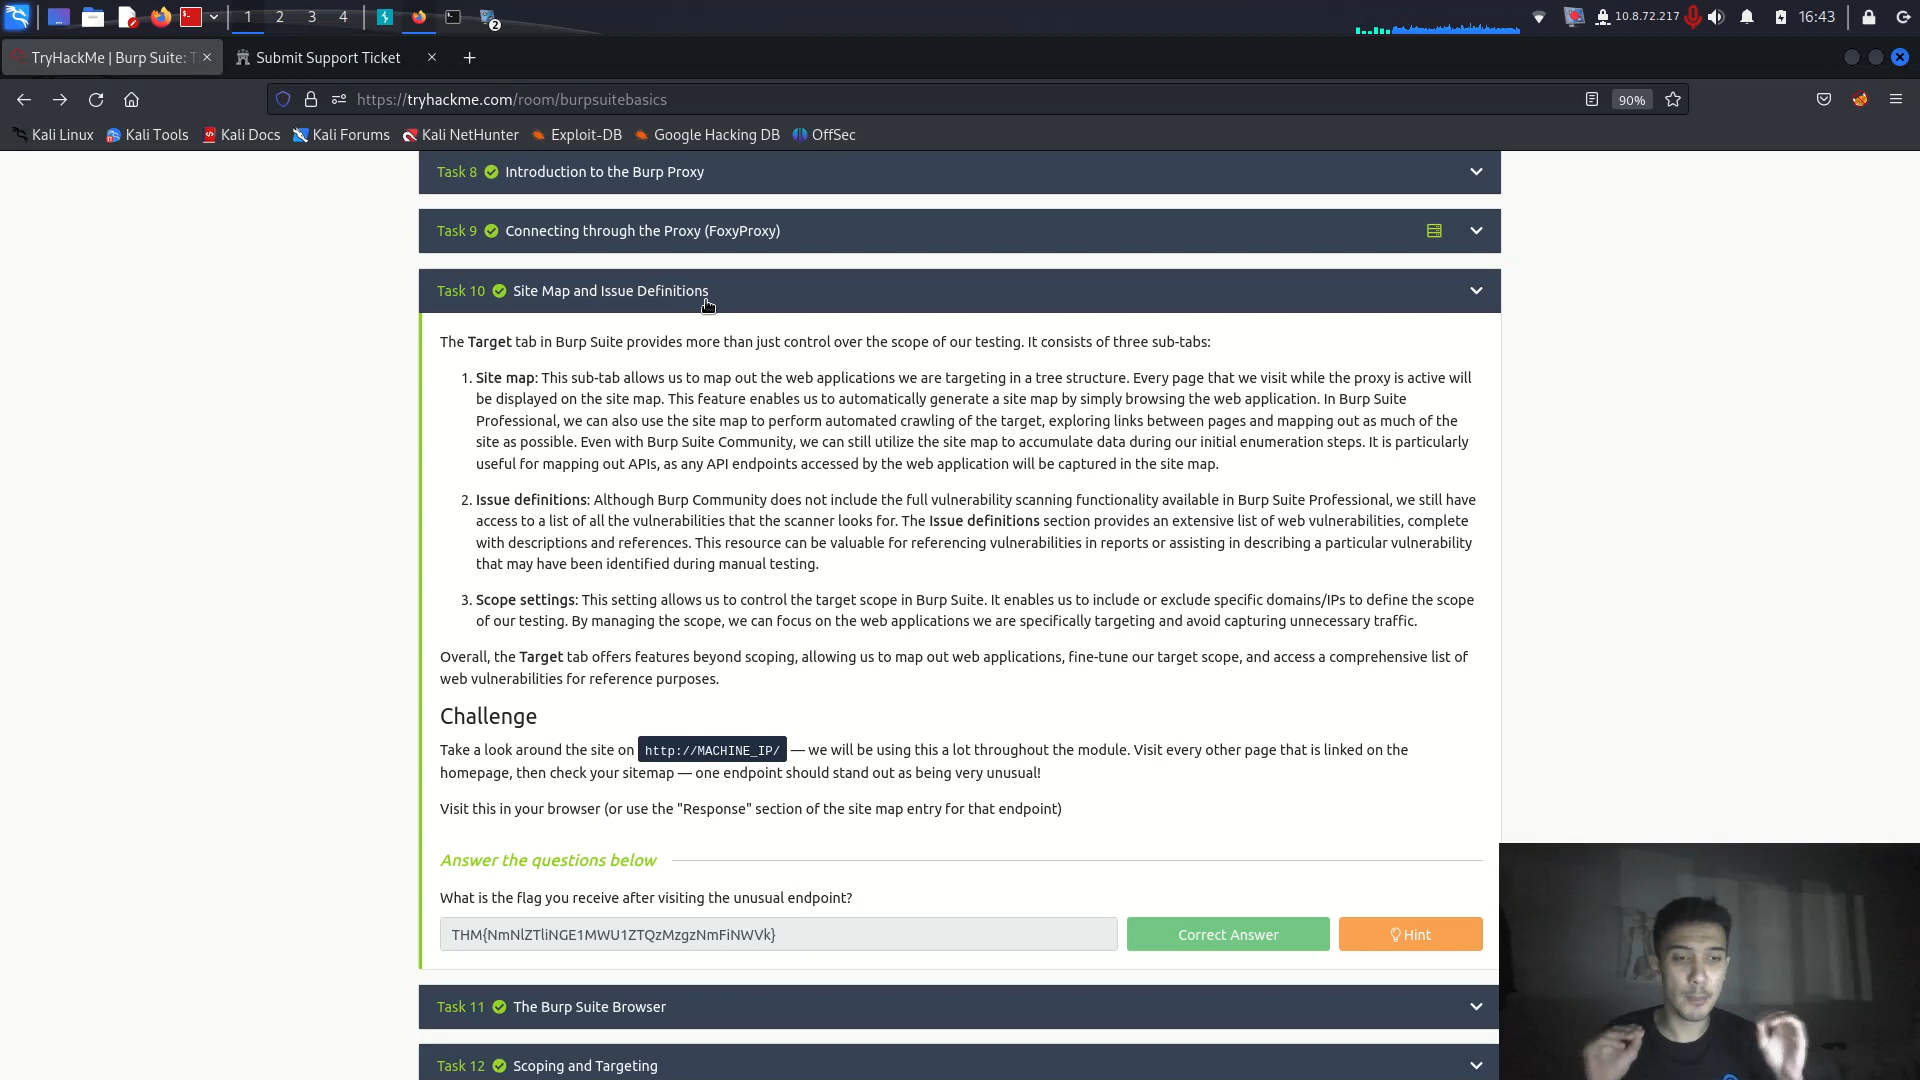 1 2 3 4
2
10.8.72.217
16:43
TryHackMe | Burp Suite: T
Submit Support Ticket
https://tryhackme.com/room/burpsuitebasics
90%
Kali Linux Kali Tools Kali Docs Kali Forums Kali NetHunter Exploit-DB Google Hacking DB OffSec
Task 8 Introduction to the Burp Proxy
Task 9 Connecting through the Proxy (FoxyProxy)
Task 10 Site Map and Issue Definitions
The Target tab in Burp Suite provides more than just control over the scope of our testing. It consists of three sub-tabs:
1. Site map: This sub-tab allows us to map out the web applications we are targeting in a tree structure. Every page that we visit while the proxy is active will
be displayed on the site map. This feature enables us to automatically generate a site map by simply browsing the web application. In Burp Suite
Professional, we can also use the site map to perform automated crawling of the target, exploring links between pages and mapping out as much of the
site as possible. Even with Burp Suite Community, we can still utilize the site map to accumulate data during our initial enumeration steps. It is particularly
useful for mapping out APIs, as any API endpoints accessed by the web application will be captured in the site map.
2. Issue definitions: Although Burp Community does not include the full vulnerability scanning functionality available in Burp Suite Professional, we still have
access to a list of all the vulnerabilities that the scanner looks for. The Issue definitions section provides an extensive list of web vulnerabilities, complete
with descriptions and references. This resource can be valuable for referencing vulnerabilities in reports or assisting in describing a particular vulnerability
that may have been identified during manual testing.
3. Scope settings: This setting allows us to control the target scope in Burp Suite. It enables us to include or exclude specific domains/IPs to define the scope
of our testing. By managing the scope, we can focus on the web applications we are specifically targeting and avoid capturing unnecessary traffic.
Overall, the Target tab offers features beyond scoping, allowing us to map out web applications, fine-tune our target scope, and access a comprehensive list of
web vulnerabilities for reference purposes.
Challenge
Take a look around the site on http://MACHINE_IP/ — we will be using this a lot throughout the module. Visit every other page that is linked on the
homepage, then check your sitemap — one endpoint should stand out as being very unusual!
Visit this in your browser (or use the "Response" section of the site map entry for that endpoint)
Answer the questions below
What is the flag you receive after visiting the unusual endpoint?
THM{NmNlZTliNGE1MWU1ZTQzMzgzNmFiNWVk}
Correct Answer
Hint
Task 11 The Burp Suite Browser
Task 12 Scoping and Targeting